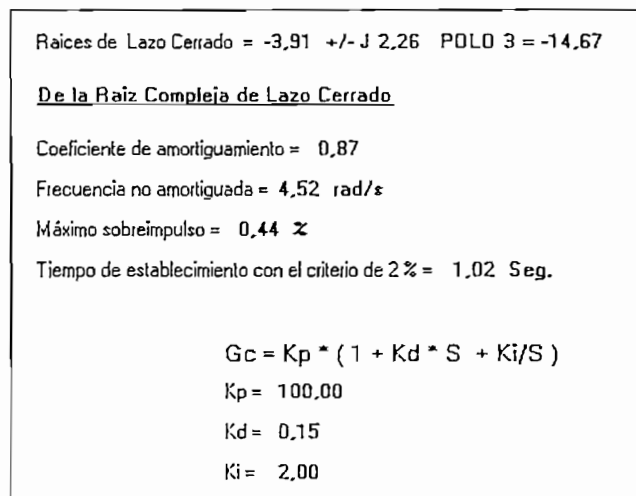 Raices de Lazo Cerrado = -3,91 +/- J 2,26 POLO 3 = -14,67
De la Raiz Compleja de Lazo Cerrado
Coeficiente de amortiguamiento = 0,87
Frecuencia no amortiguada = 4,52 rad/s
Máximo sobreimpulso = 0,44 %
Tiempo de establecimiento con el criterio de 2 % = 1,02 Seg.
Gc = Kp * ( 1 + Kd * S + Ki/S )
Kp = 100,00
Kd = 0,15
Ki = 2,00